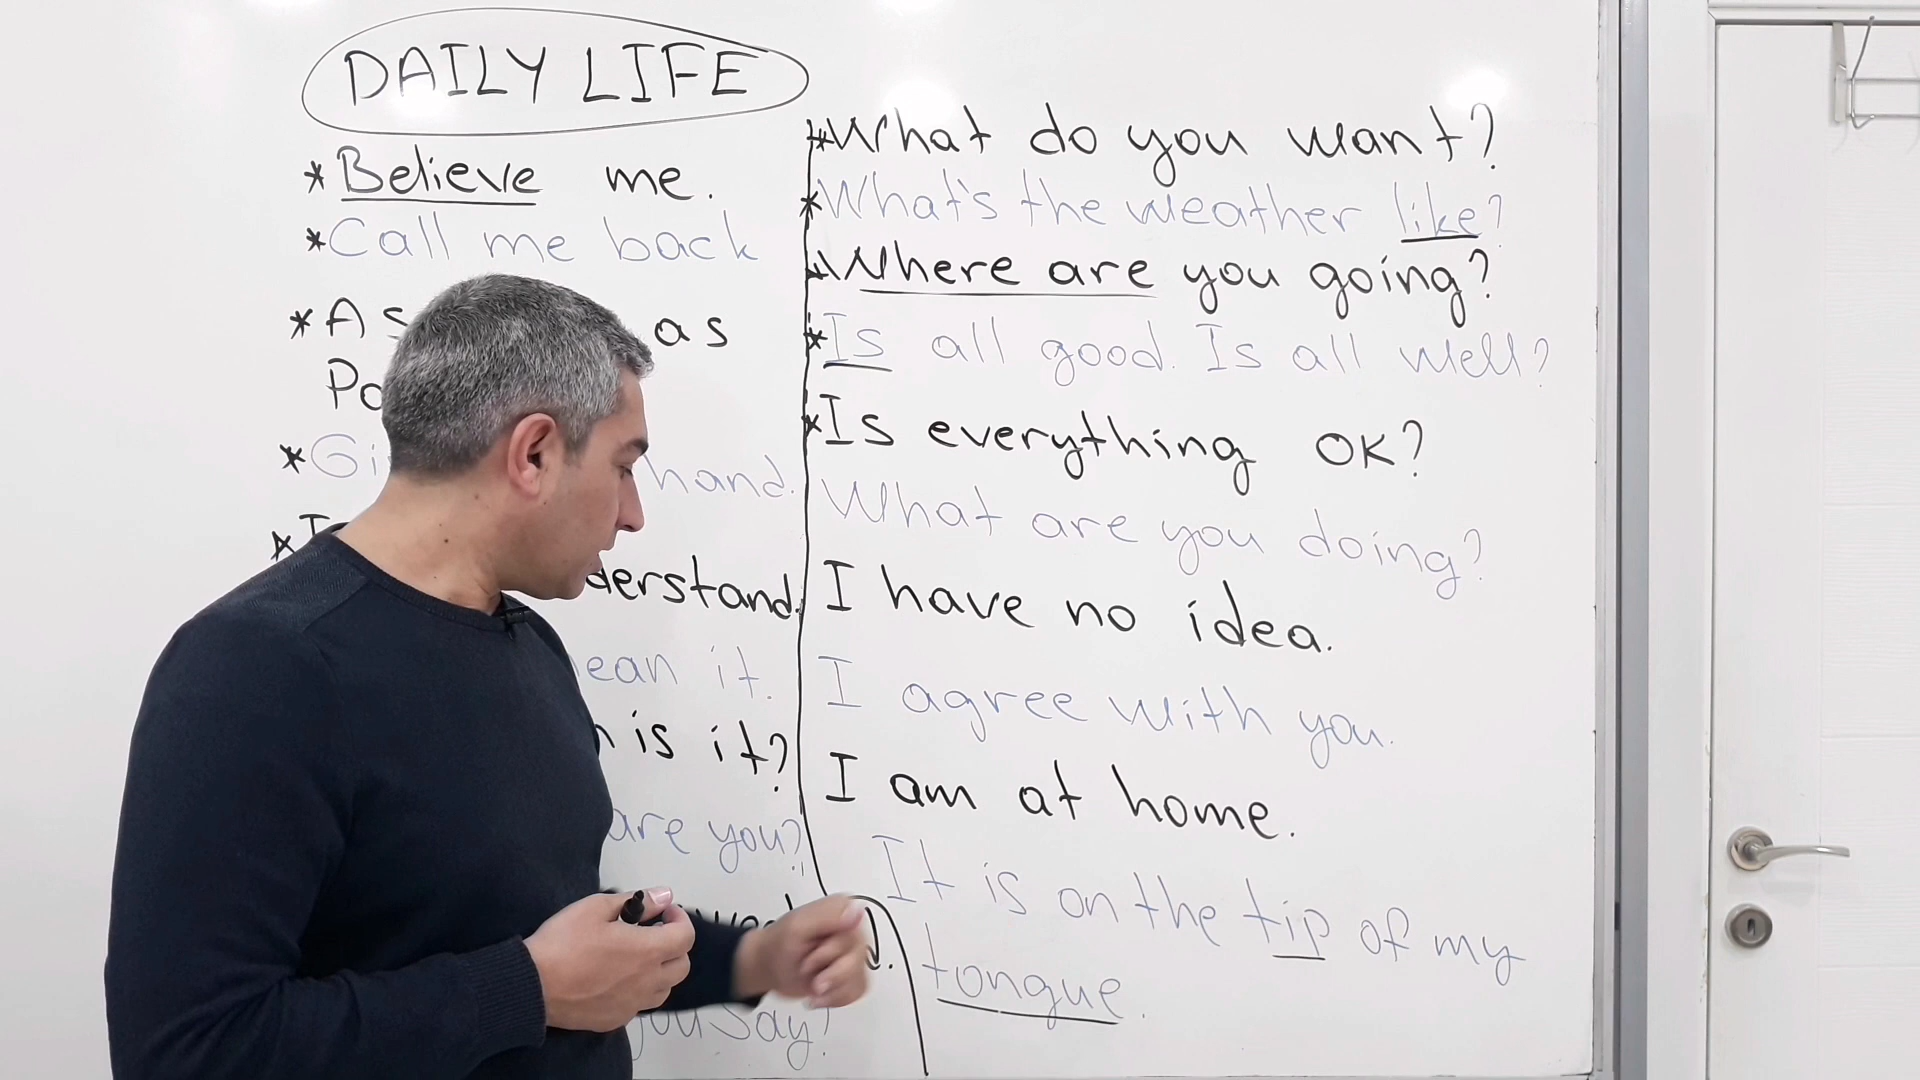 DAILY LIFE
* Believe me.
* Call me back
* As as
Po
* Gi hand.
* I
derstand.
ean it.
is it?
are you?
you say?
* What do you want?
* What's the weather like?
* Where are you going?
* Is all good. Is all well?
* Is everything OK?
What are you doing?
I have no idea.
I agree with you.
I am at home.
It is on the tip of my
tongue.